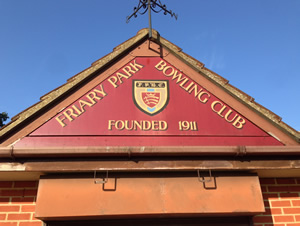 FRIARY PARK BOWLING CLUB
F.P.B.C
FOUNDED 1911